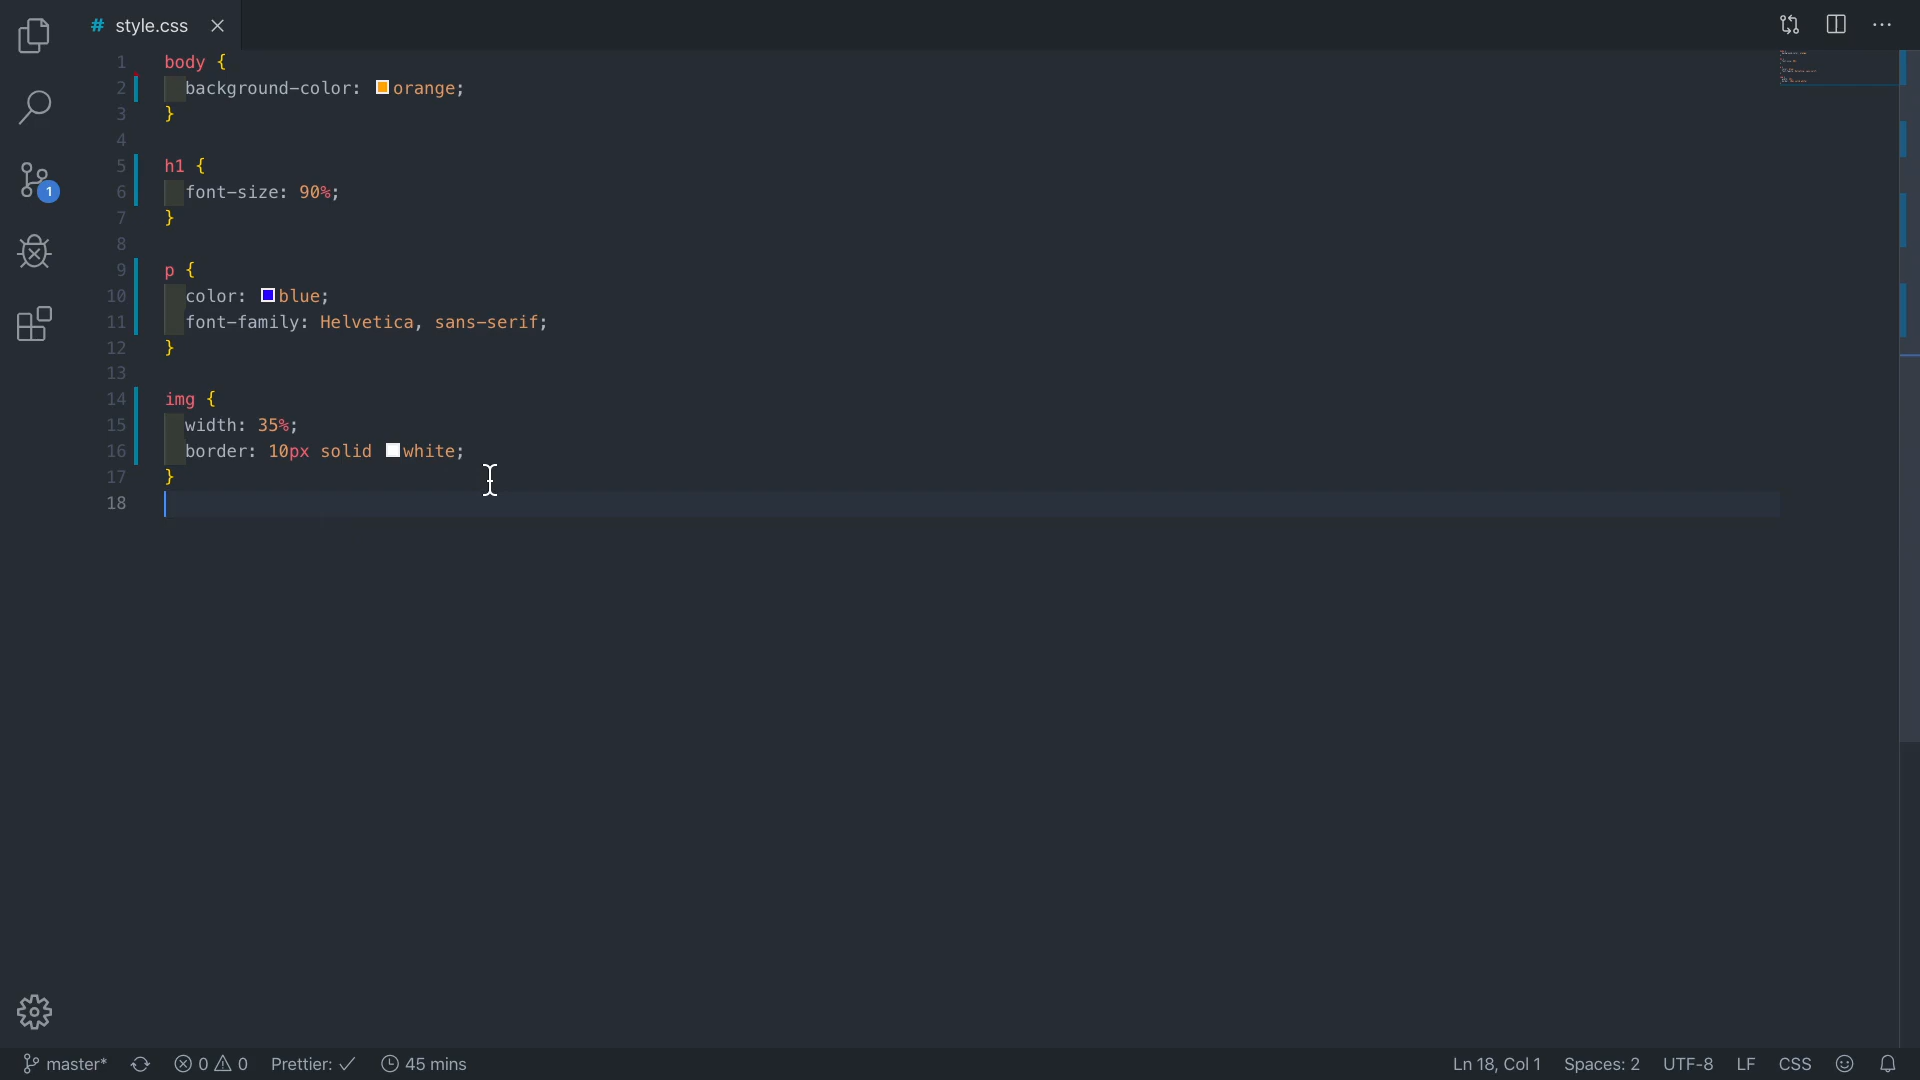 # style.css
1 body {
2 background-color: orange;
3 }
4
5 h1 {
6 font-size: 90%;
7 }
8
9 p {
10 color: blue;
11 font-family: Helvetica, sans-serif;
12 }
13
14 img {
15 width: 35%;
16 border: 10px solid white;
17 }
18
1
master* 0 0 Prettier: 45 mins Ln 18, Col 1 Spaces: 2 UTF-8 LF CSS